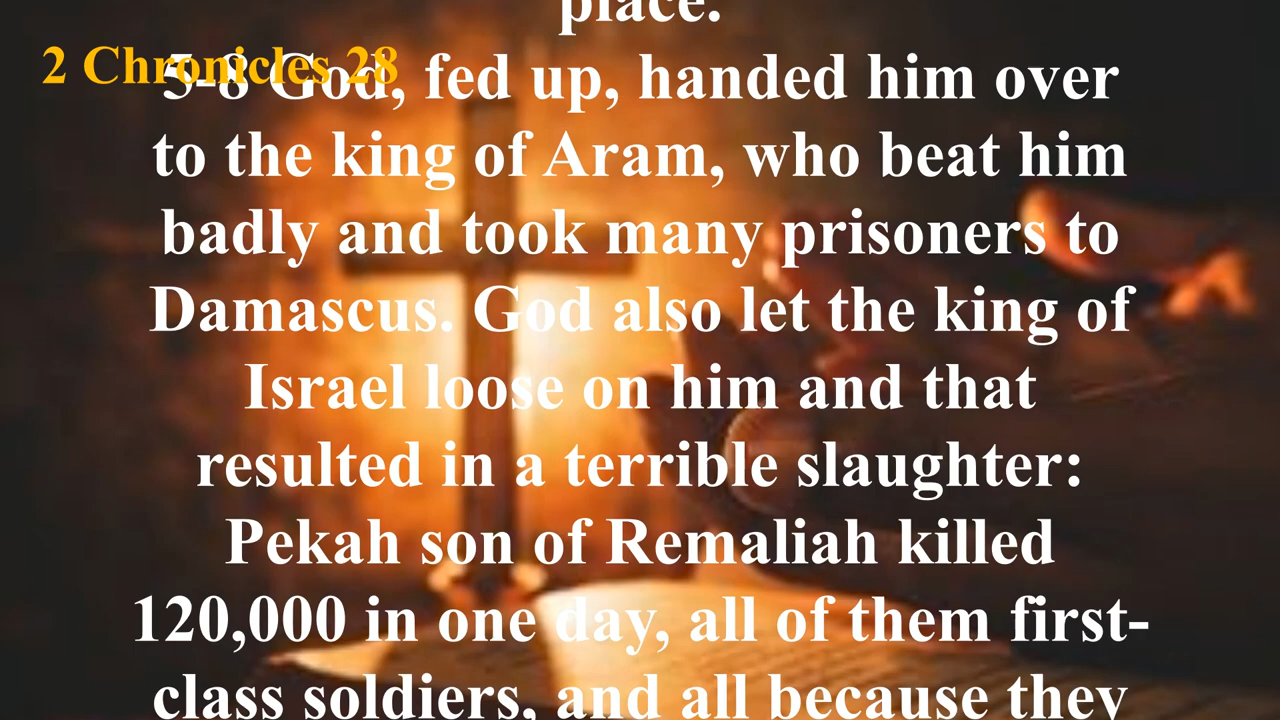 place.
2 Chronicles 28
5-8 God, fed up, handed him over
to the king of Aram, who beat him
badly and took many prisoners to
Damascus. God also let the king of
Israel loose on him and that
resulted in a terrible slaughter:
Pekah son of Remaliah killed
120,000 in one day, all of them first-
class soldiers, and all because they